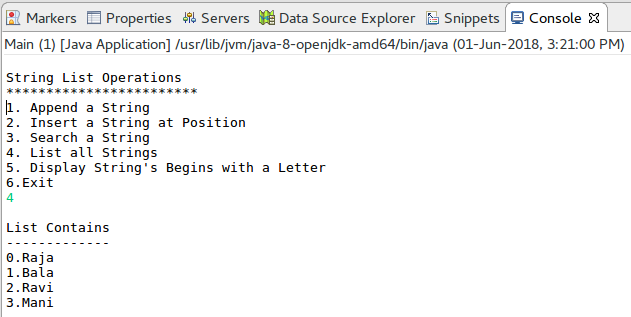 Markers Properties Servers Data Source Explorer Snippets Console
Main (1) [Java Application] /usr/lib/jvm/java-8-openjdk-amd64/bin/java (01-Jun-2018, 3:21:00 PM)
String List Operations
************************
1. Append a String
2. Insert a String at Position
3. Search a String
4. List all Strings
5. Display String's Begins with a Letter
6.Exit
4
List Contains
-------------
0.Raja
1.Bala
2.Ravi
3.Mani